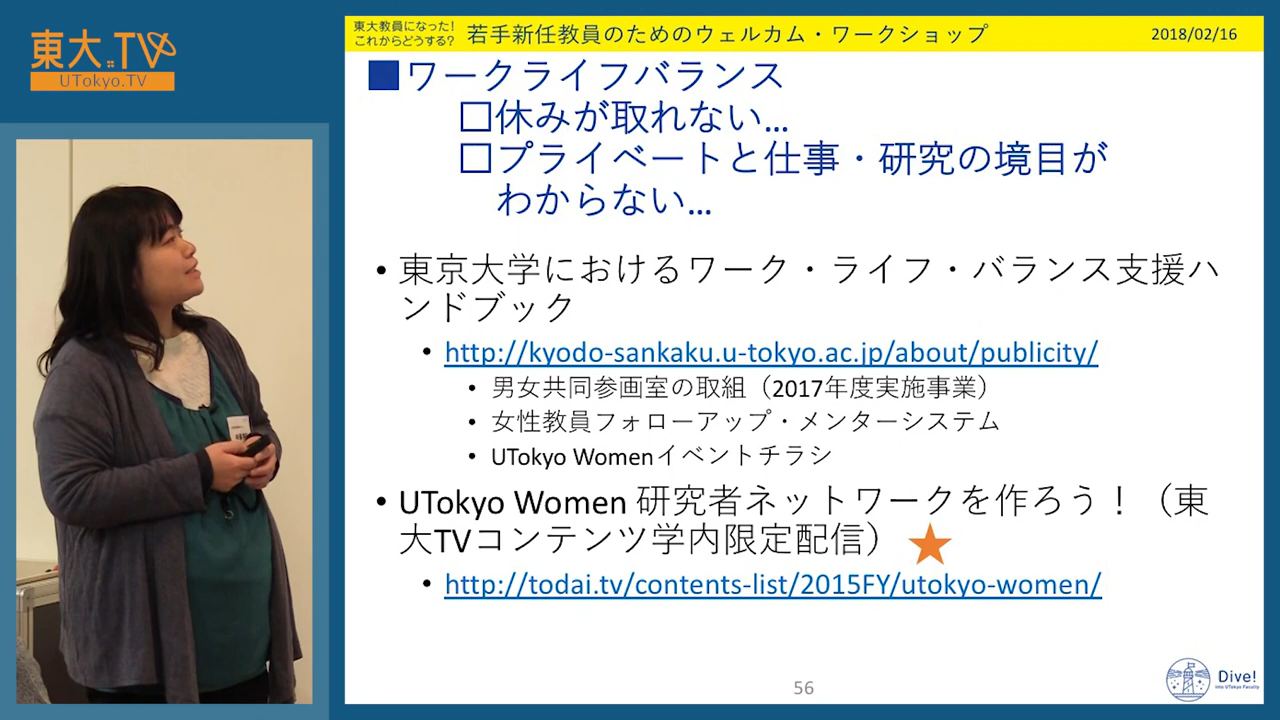 東大TV
UTokyo.TV
東大教員になった!
これからどうする?
若手新任教員のためのウェルカム・ワークショップ
2018/02/16
■ワークライフバランス
□休みが取れない…
□プライベートと仕事・研究の境目が
わからない…
• 東京大学におけるワーク・ライフ・バランス支援ハ
ンドブック
• http://kyodo-sankaku.u-tokyo.ac.jp/about/publicity/
• 男女共同参画室の取組(2017年度実施事業)
• 女性教員フォローアップ・メンターシステム
• UTokyo Womenイベントチラシ
• UTokyo Women 研究者ネットワークを作ろう!(東
大TVコンテンツ学内限定配信)★
• http://todai.tv/contents-list/2015FY/utokyo-women/
56
Dive!
into UTokyo Faculty